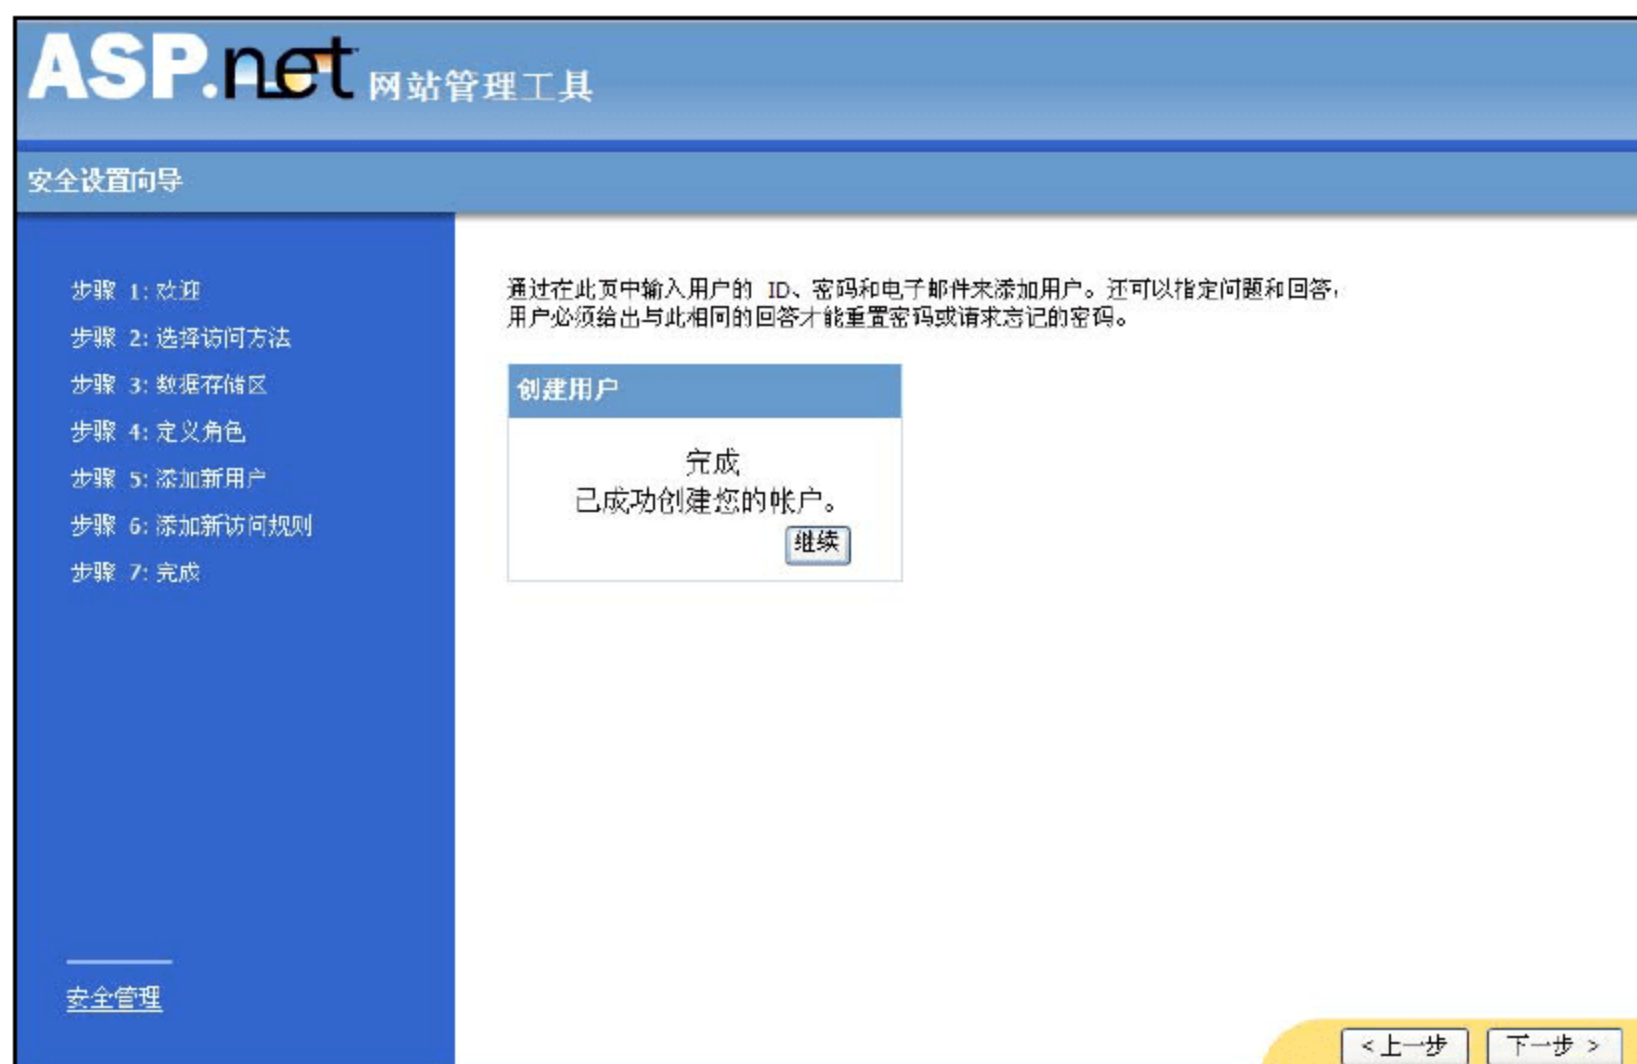 ASP.net 网站管理工具
安全设置向导
步骤 1: 欢迎
步骤 2: 选择访问方法
步骤 3: 数据存储区
步骤 4: 定义角色
步骤 5: 添加新用户
步骤 6: 添加新访问规则
步骤 7: 完成
安全管理
通过在此页中输入用户的 ID、密码和电子邮件来添加用户。还可以指定问题和回答,
用户必须给出与此相同的回答才能重置密码或请求忘记的密码。
创建用户
完成
已成功创建您的帐户。
继续
<上一步
下一步 >